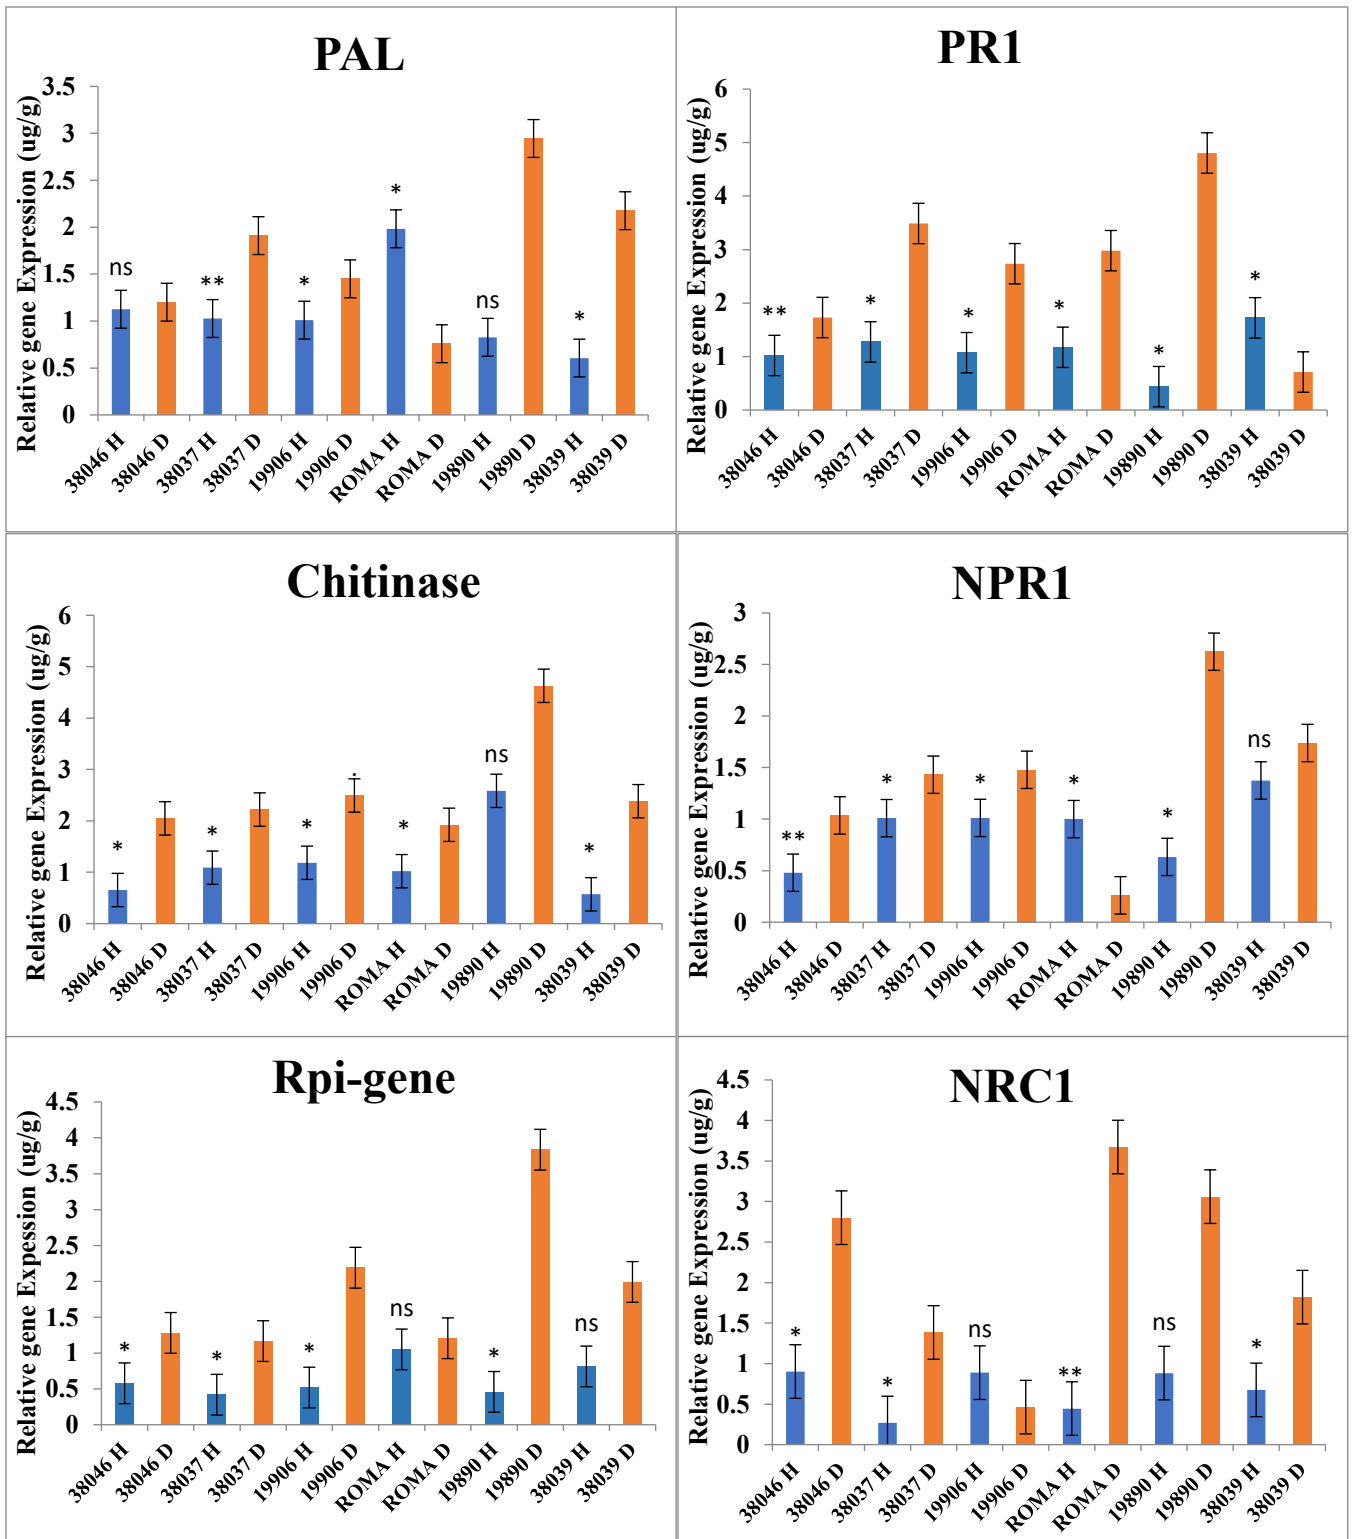 PAL
Relative gene Expression (ug/g)
3.5
3
2.5
2
1.5
1
0.5
0
ns
**
*
*
ns
*
38046 H
38046 D
38037 H
38037 D
19906 H
19906 D
ROMA H
ROMA D
19890 H
19890 D
38039 H
38039 D
PR1
Relative gene Expression (ug/g)
6
5
4
3
2
1
0
**
*
*
*
*
*
38046 H
38046 D
38037 H
38037 D
19906 H
19906 D
ROMA H
ROMA D
19890 H
19890 D
38039 H
38039 D
Chitinase
Relative gene Expression (ug/g)
6
5
4
3
2
1
0
*
*
*
*
ns
*
38046 H
38046 D
38037 H
38037 D
19906 H
19906 D
ROMA H
ROMA D
19890 H
19890 D
38039 H
38039 D
NPR1
Relative gene Expression (ug/g)
3
2.5
2
1.5
1
0.5
0
**
*
*
*
*
ns
38046 H
38046 D
38037 H
38037 D
19906 H
19906 D
ROMA H
ROMA D
19890 H
19890 D
38039 H
38039 D
Rpi-gene
Relative gene Expession (ug/g)
4.5
4
3.5
3
2.5
2
1.5
1
0.5
0
*
*
*
ns
*
ns
38046 H
38046 D
38037 H
38037 D
19906 H
19906 D
ROMA H
ROMA D
19890 H
19890 D
38039 H
38039 D
NRC1
Relative gene Expression (ug/g)
4.5
4
3.5
3
2.5
2
1.5
1
0.5
0
*
*
ns
**
ns
*
38046 H
38046 D
38037 H
38037 D
19906 H
19906 D
ROMA H
ROMA D
19890 H
19890 D
38039 H
38039 D